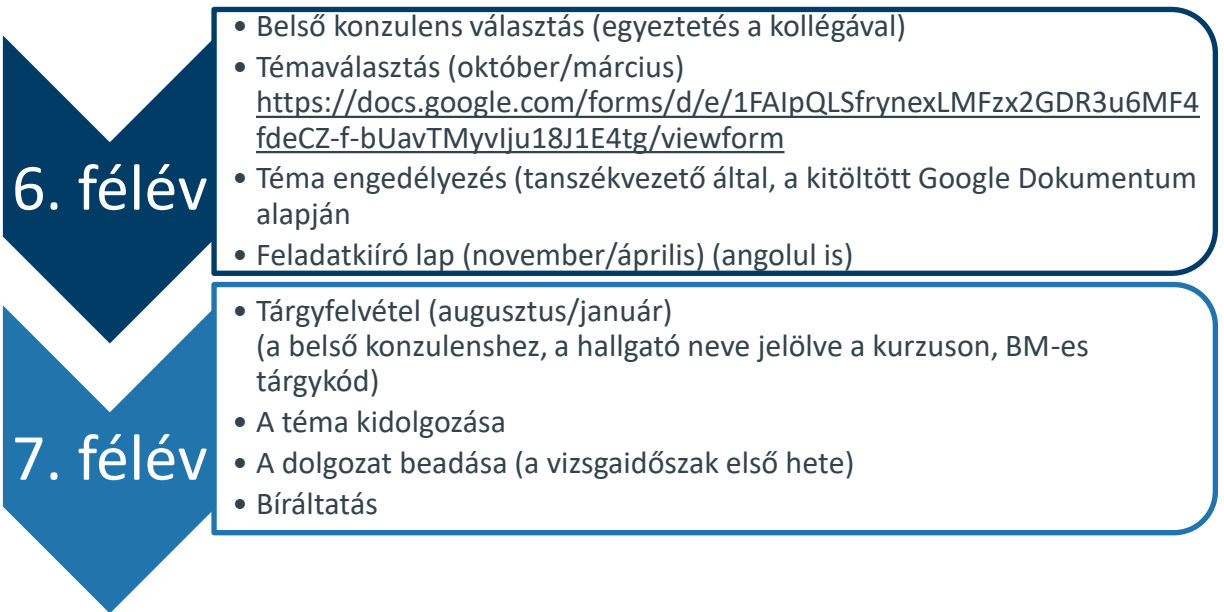 6. félév
• Belső konzulens választás (egyeztetés a kollégával)
• Témaválasztás (október/március)
https://docs.google.com/forms/d/e/1FAIpQLSfrynexLMFzx2GDR3u6MF4
fdeCZ-f-bUavTMyvIju18J1E4tg/viewform
• Téma engedélyezés (tanszékvezető által, a kitöltött Google Dokumentum
alapján
• Feladatkiíró lap (november/április) (angolul is)
7. félév
• Tárgyfelvétel (augusztus/január)
(a belső konzulenshez, a hallgató neve jelölve a kurzuson, BM-es
tárgykód)
• A téma kidolgozása
• A dolgozat beadása (a vizsgaidőszak első hete)
• Bíráltatás